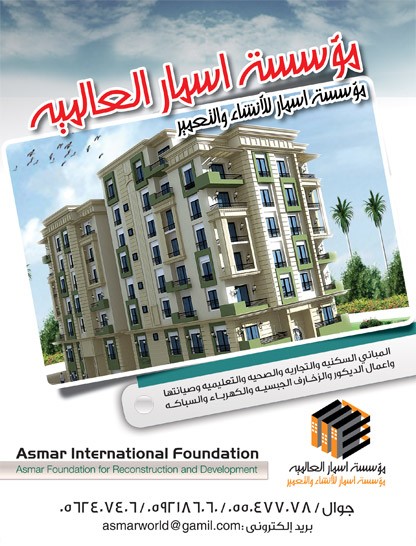 مؤسسة اسمار العالميه
مؤسسة اسمار للأنشاء والتعمير
المباني السكنيه والتجاريه والصحيه والتعليميه وصيانتها
واعمال الديكور والزخارف الجبسيه والكهرباء والسباكه
Asmar International Foundation
Asmar Foundation for Reconstruction and Development
مؤسسة اسمار العالميه
مؤسسة اسمار للأنشاء والتعمير
جوال / ٠٥٥٠٤٧٧٠٧٨ / ٠٥٩٢١٨٦٠٦٠ / ٠٥٦٢٤٠٧٤٠٦
بريد إلكتروني: asmarworld@gamil.com